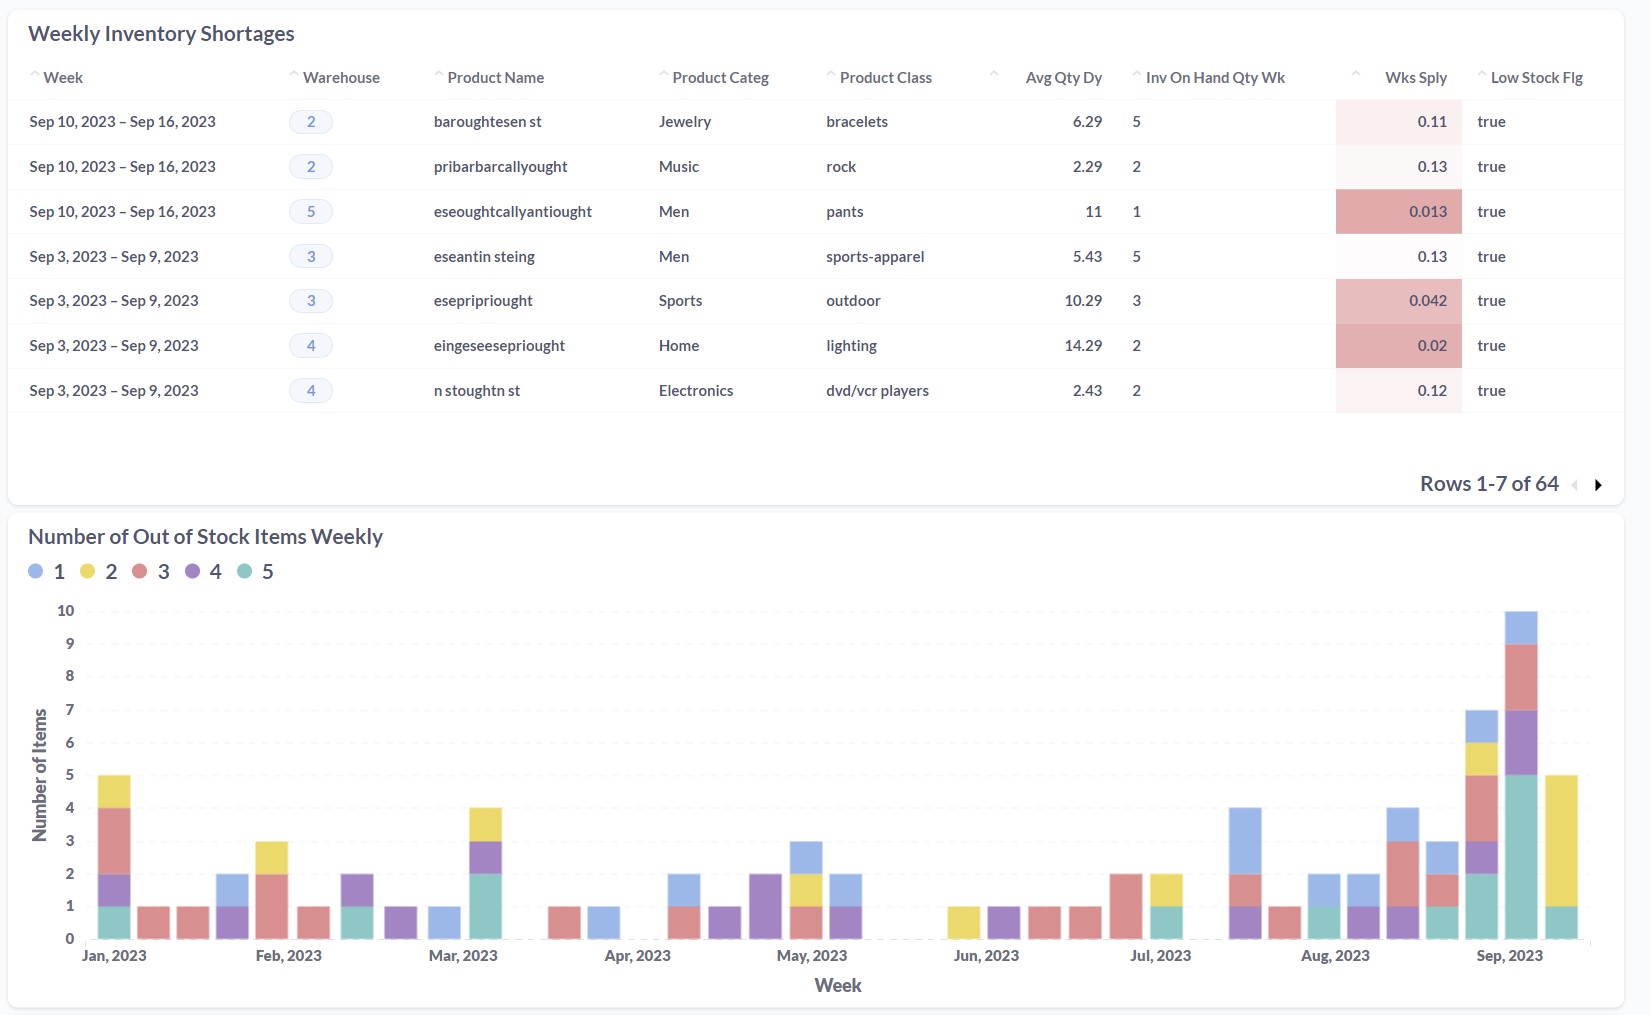 Weekly Inventory Shortages
Week Warehouse Product Name Product Categ Product Class Avg Qty Dy Inv On Hand Qty Wk Wks Sply Low Stock Flg
Sep 10, 2023 – Sep 16, 2023 2 baroughtesen st Jewelry bracelets 6.29 5 0.11 true
Sep 10, 2023 – Sep 16, 2023 2 pribarbarcallyought Music rock 2.29 2 0.13 true
Sep 10, 2023 – Sep 16, 2023 5 eseoughtcallyantiought Men pants 11 1 0.013 true
Sep 3, 2023 – Sep 9, 2023 3 eseantin steing Men sports-apparel 5.43 5 0.13 true
Sep 3, 2023 – Sep 9, 2023 3 esepripriought Sports outdoor 10.29 3 0.042 true
Sep 3, 2023 – Sep 9, 2023 4 eingeseesepriought Home lighting 14.29 2 0.02 true
Sep 3, 2023 – Sep 9, 2023 4 n stoughtn st Electronics dvd/vcr players 2.43 2 0.12 true
Rows 1-7 of 64
Number of Out of Stock Items Weekly
1 2 3 4 5
Number of Items
10
9
8
7
6
5
4
3
2
1
0
Jan, 2023 Feb, 2023 Mar, 2023 Apr, 2023 May, 2023 Jun, 2023 Jul, 2023 Aug, 2023 Sep, 2023
Week